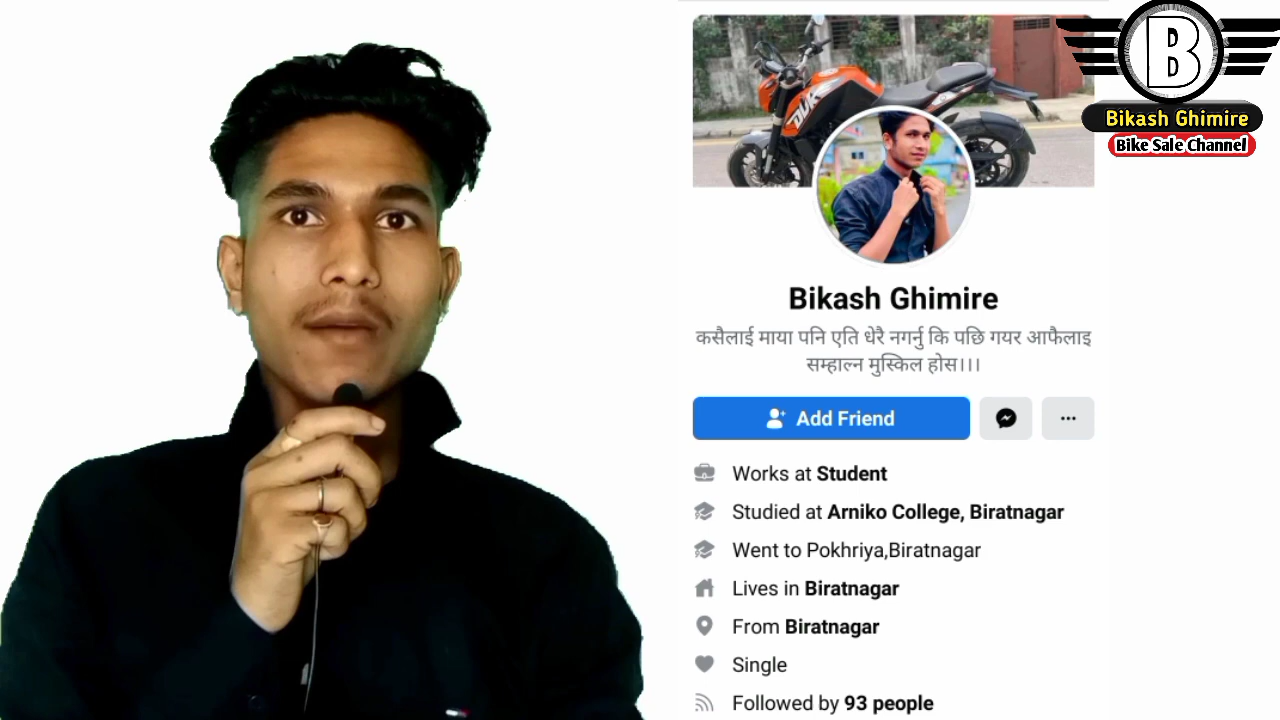 B
Bikash Ghimire
Bike Sale Channel
DUKE
Bikash Ghimire
कसैलाई माया पनि एति धेरै नगर्नु कि पछि गयर आफैलाइ
सम्हाल्न मुस्किल होस।।।
Add Friend
Works at Student
Studied at Arniko College, Biratnagar
Went to Pokhriya,Biratnagar
Lives in Biratnagar
From Biratnagar
Single
Followed by 93 people